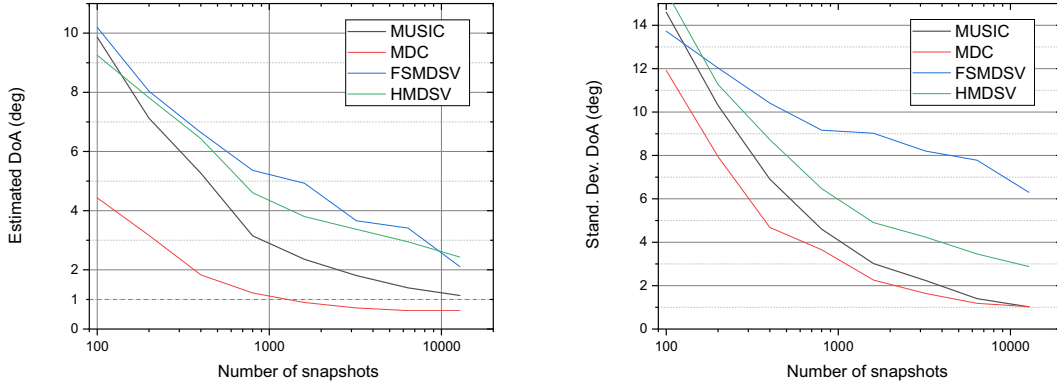 10
8
6
4
2
1
0
100
1000
10000
Estimated DoA (deg)
Number of snapshots
MUSIC
MDC
FSMDSV
HMDSV
14
12
10
8
6
4
2
0
100
1000
10000
Stand. Dev. DoA (deg)
Number of snapshots
MUSIC
MDC
FSMDSV
HMDSV